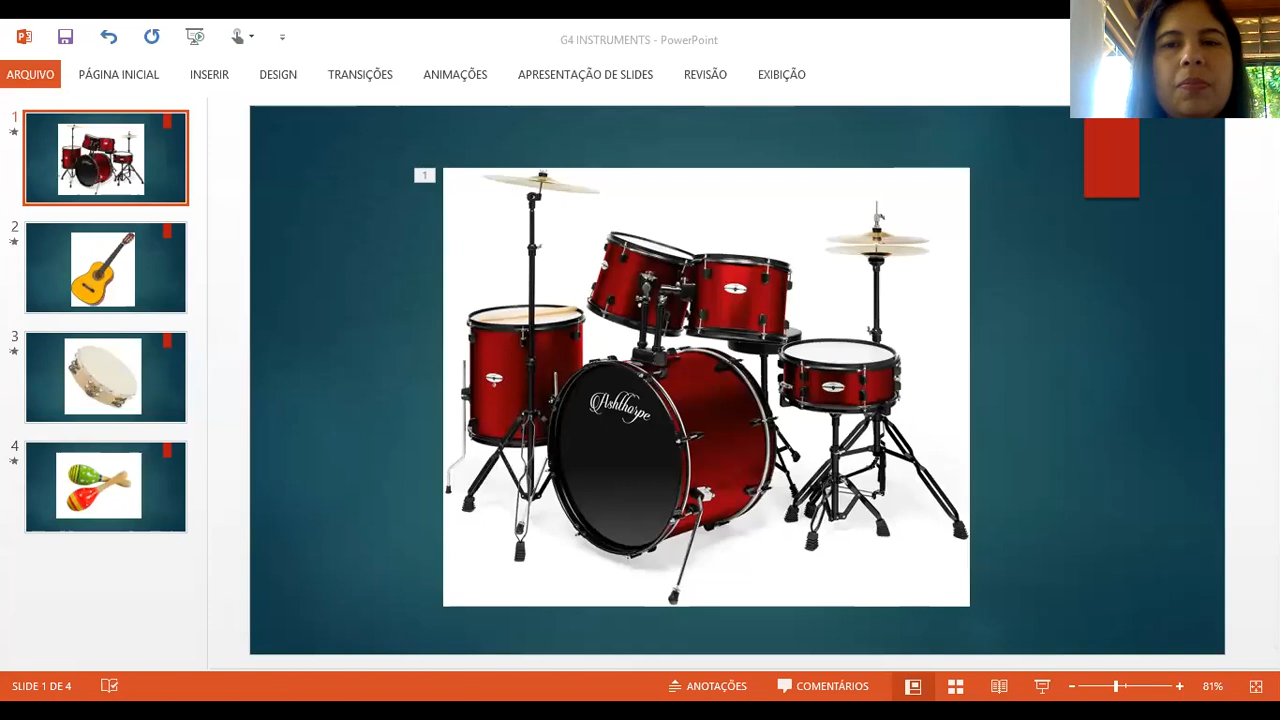 G4 INSTRUMENTS - PowerPoint
ARQUIVO PÁGINA INICIAL INSERIR DESIGN TRANSIÇÕES ANIMAÇÕES APRESENTAÇÃO DE SLIDES REVISÃO EXIBIÇÃO
1
2
3
4
1
Ashthorpe
SLIDE 1 DE 4 ANOTAÇÕES COMENTÁRIOS 81%